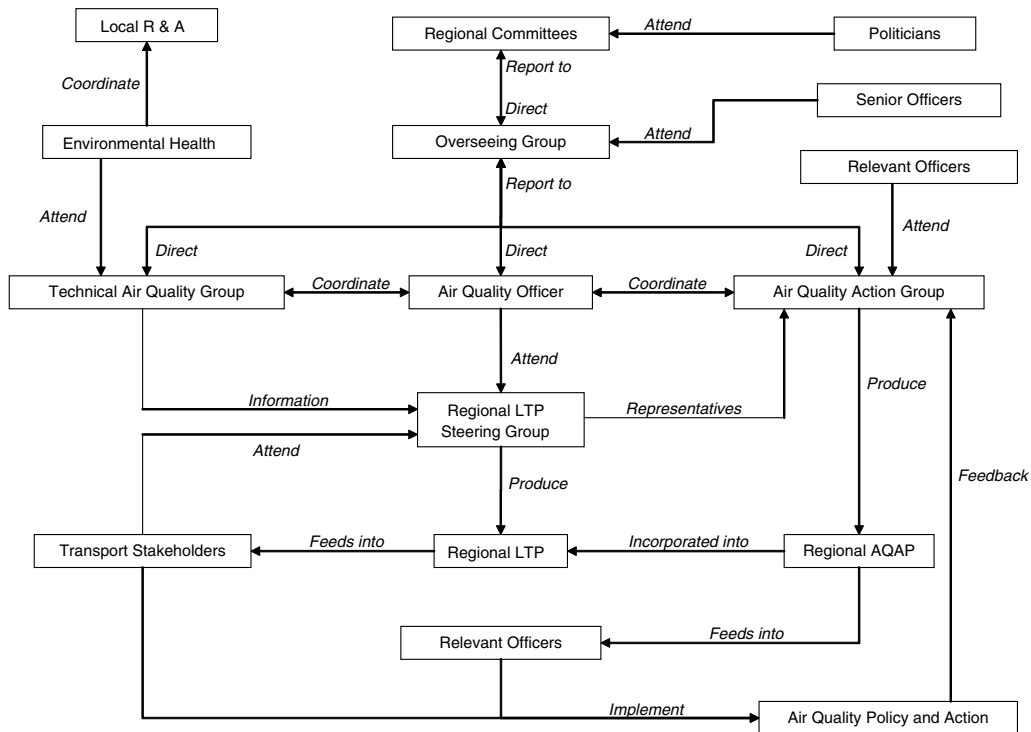 Local R & A
Regional Committees
Attend
Politicians
Report to
Coordinate
Direct
Senior Officers
Environmental Health
Overseeing Group
Attend
Relevant Officers
Report to
Attend
Attend
Direct
Direct
Direct
Technical Air Quality Group
Coordinate
Air Quality Officer
Coordinate
Air Quality Action Group
Attend
Produce
Information
Regional LTP
Steering Group
Representatives
Attend
Feedback
Produce
Transport Stakeholders
Feeds into
Regional LTP
Incorporated into
Regional AQAP
Relevant Officers
Feeds into
Implement
Air Quality Policy and Action